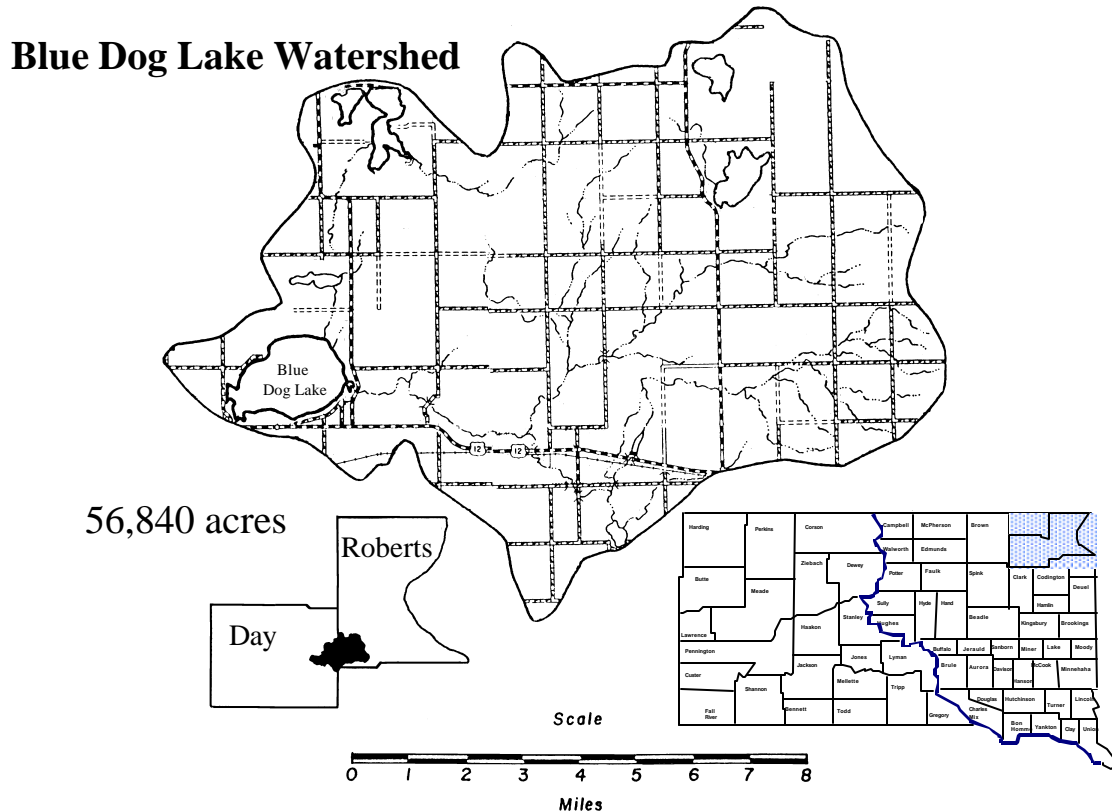 Blue Dog Lake Watershed
Blue
Dog Lake
12
12
56,840 acres
Roberts
Day
Harding
Perkins
Corson
Campbell
McPherson
Brown
Walworth
Edmunds
Ziebach
Dewey
Potter
Faulk
Spink
Clark
Codington
Deuel
Butte
Meade
Hamlin
Sully
Hyde
Hand
Stanley
Hughes
Beadle
Kingsbury
Brookings
Haakon
Lawrence
Pennington
Jones
Lyman
Buffalo
Jerauld
Sanborn
Miner
Lake
Moody
Jackson
Brule
Aurora
Davison
McCook
Minnehaha
Hanson
Custer
Shannon
Mellette
Tripp
Douglas
Hutchinson
Turner
Lincoln
Fall
River
Bennett
Todd
Gregory
Charles
Mix
Bon
Homm
Yankton
Clay
Union
Scale
0 1 2 3 4 5 6 7 8
Miles